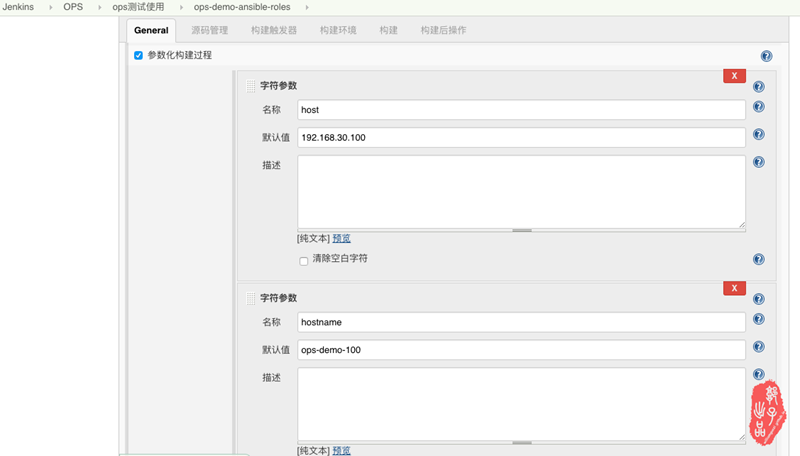 Jenkins OPS ops测试使用 ops-demo-ansible-roles
General 源码管理 构建触发器 构建环境 构建 构建后操作
参数化构建过程
X
字符参数
名称 host
默认值 192.168.30.100
描述
[纯文本] 预览
清除空白字符
X
字符参数
名称 hostname
默认值 ops-demo-100
描述
[纯文本] 预览